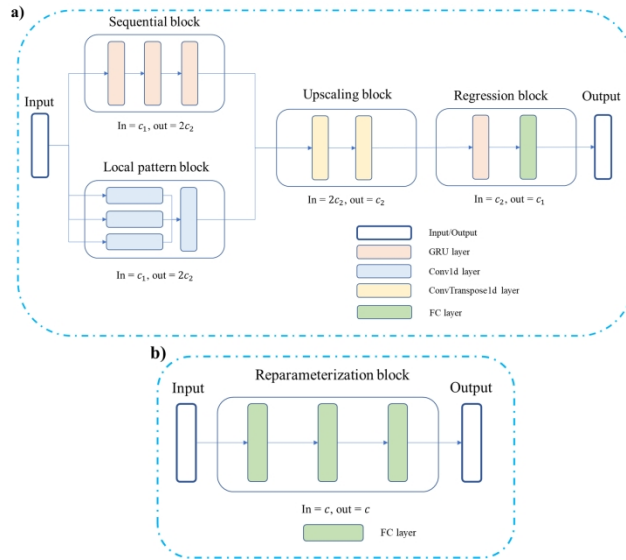 a)
Sequential block
Input
In = c₁, out = 2c₂
Local pattern block
In = c₁, out = 2c₂
Upscaling block
In = 2c₂, out = c₂
Regression block
In = c₂, out = c₁
Output
Input/Output
GRU layer
Conv1d layer
ConvTranspose1d layer
FC layer
b)
Input
Reparameterization block
Output
In = c, out = c
FC layer